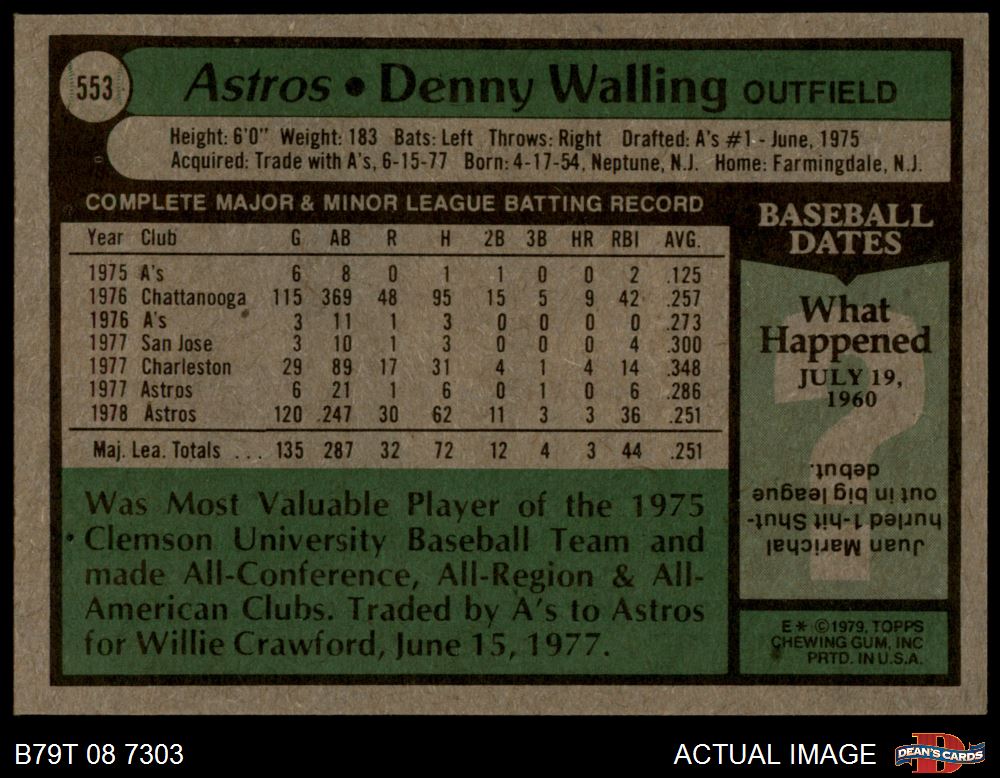 553
Astros • Denny Walling OUTFIELD
Height: 6'0" Weight: 183 Bats: Left Throws: Right Drafted: A's #1 - June, 1975
Acquired: Trade with A's, 6-15-77 Born: 4-17-54, Neptune, N.J. Home: Farmingdale, N.J.
COMPLETE MAJOR & MINOR LEAGUE BATTING RECORD
Year Club G AB R H 2B 3B HR RBI AVG.
1975 A's 6 8 0 1 1 0 0 2 .125
1976 Chattanooga 115 369 48 95 15 5 9 42 .257
1976 A's 3 11 1 3 0 0 0 0 .273
1977 San Jose 3 10 1 3 0 0 0 4 .300
1977 Charleston 29 89 17 31 4 1 4 14 .348
1977 Astros 6 21 1 6 0 1 0 6 .286
1978 Astros 120 247 30 62 11 3 3 36 .251
Maj. Lea. Totals ... 135 287 32 72 12 4 3 44 .251
Was Most Valuable Player of the 1975
Clemson University Baseball Team and
made All-Conference, All-Region & All-
American Clubs. Traded by A's to Astros
for Willie Crawford, June 15, 1977.
BASEBALL
DATES
What
Happened
JULY 19,
1960
?
Juan Marichal
hurled 1-hit Shut-
out in big league
debut.
E* ©1979, TOPPS
CHEWING GUM, INC
PRTD. IN U.S.A.
B79T 08 7303
ACTUAL IMAGE
D
DEAN'S CARDS